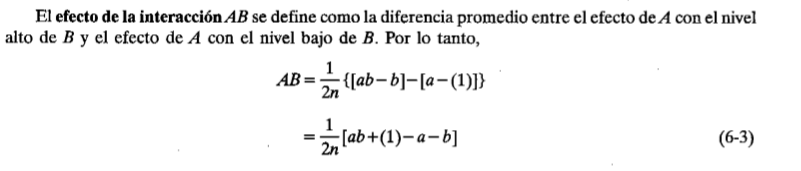 El efecto de la interacción AB se define como la diferencia promedio entre el efecto de A con el nivel
alto de B y el efecto de A con el nivel bajo de B. Por lo tanto,
AB = \frac{1}{2n} {[ab − b] − [a − (1)]}
= \frac{1}{2n} [ab + (1) − a − b] (6-3)